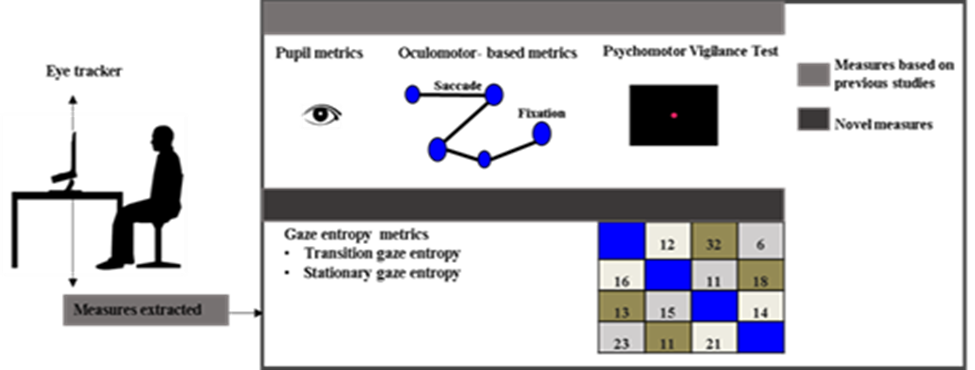 Eye tracker
Measures extracted
Pupil metrics
Oculomotor- based metrics
Psychomotor Vigilance Test
Saccade
Fixation
Measures based on
previous studies
Novel measures
Gaze entropy metrics
• Transition gaze entropy
• Stationary gaze entropy
12 32 6
16 11 18
13 15 14
23 11 21